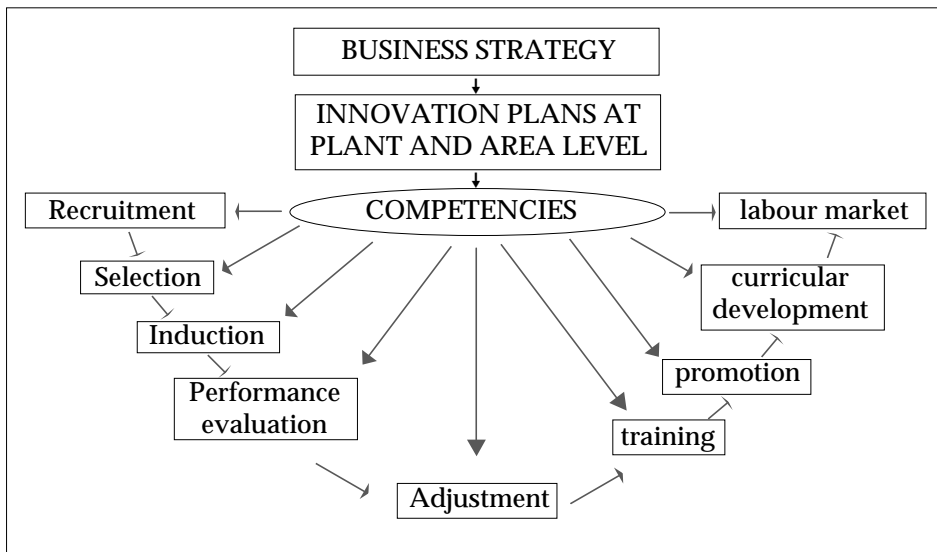 BUSINESS STRATEGY
INNOVATION PLANS AT
PLANT AND AREA LEVEL
COMPETENCIES
Recruitment
labour market
Selection
curricular
development
Induction
Performance
evaluation
promotion
training
Adjustment